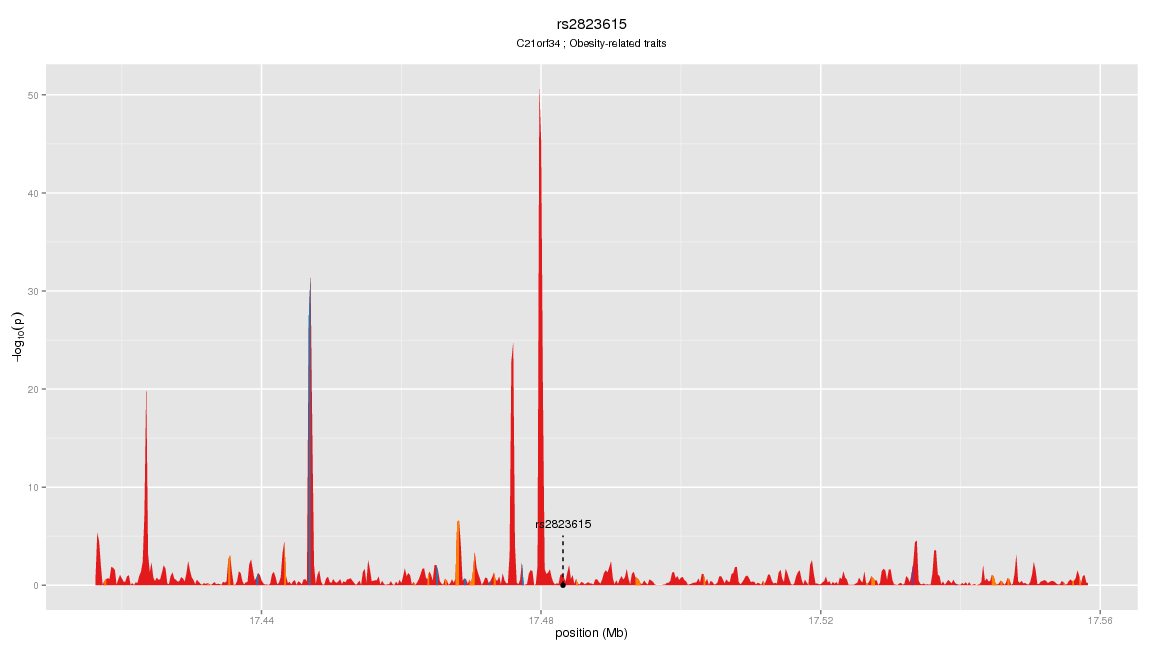 rs2823615
C21orf34 ; Obesity-related traits
50
40
30
20
10
0
−log10(p)
rs2823615
17.44
17.48
17.52
17.56
position (Mb)